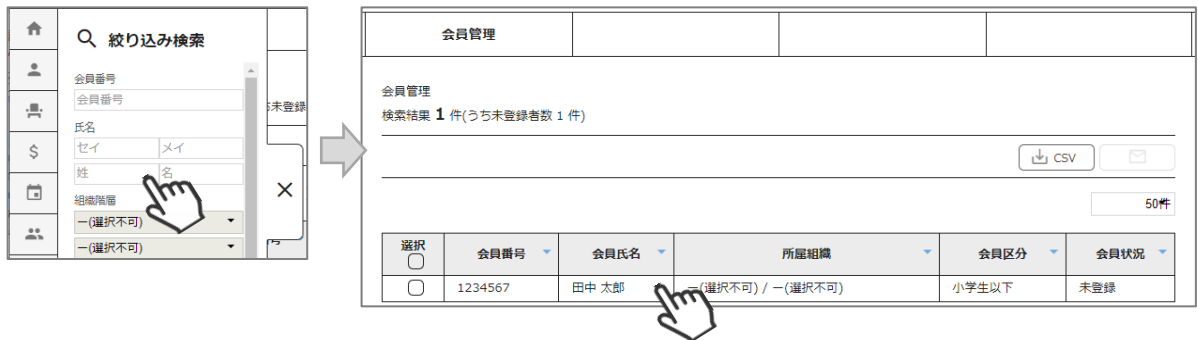 絞り込み検索
会員番号
会員番号
氏名
セイ メイ
姓 名
組織階層
ー(選択不可)
ー(選択不可)
未登録
会員管理
会員管理
検索結果 1 件(うち未登録者数 1 件)
CSV
50件
選択 会員番号 会員氏名 所屋組織 会員区分 会員状況
1234567 田中 太郎 ー(選択不可) / ー(選択不可) 小学生以下 未登録